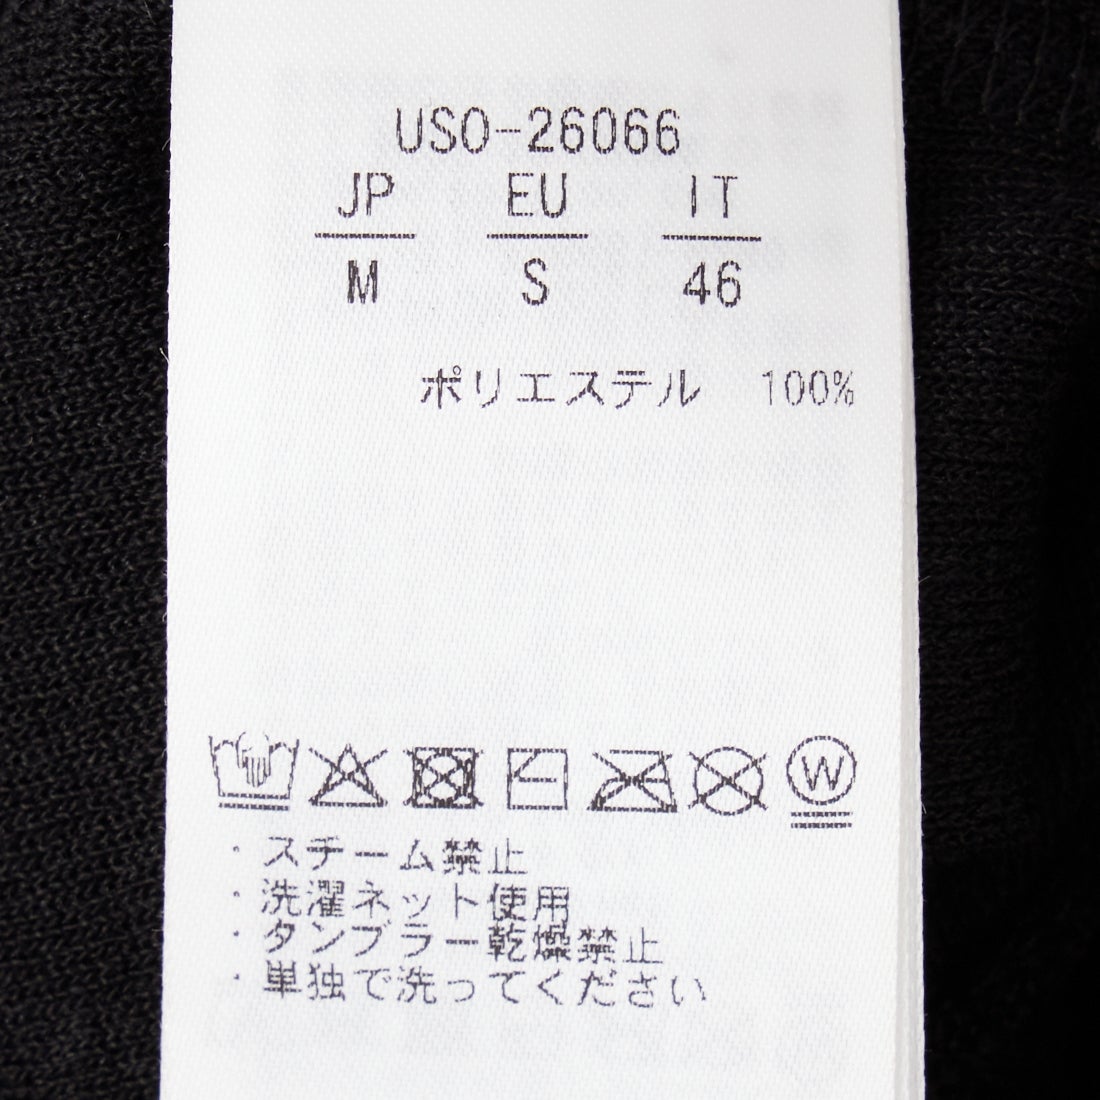 USO-26066
JP EU IT
M S 46
ポリエステル 100%
W
・スチーム禁止
・洗濯ネット使用
・タンブラー乾燥禁止
・単独で洗ってください